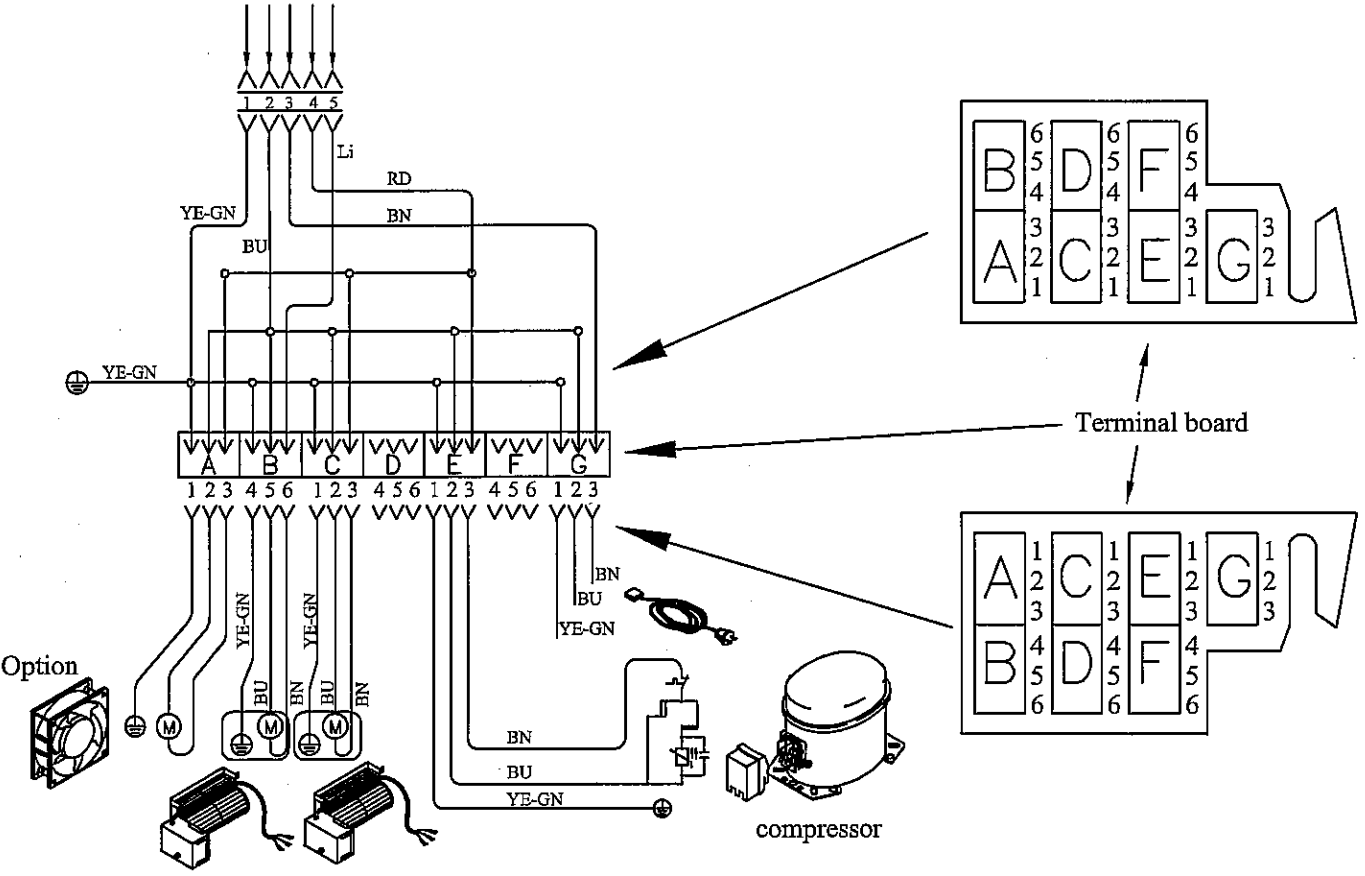 1 2 3 4 5
Li
RD
YE-GN
BN
BU
YE-GN
A B C D E F G
1 2 3 4 5 6 1 2 3 4 5 6 1 2 3 4 5 6 1 2 3
BN
BU
YE-GN
YE-GN
BU
BN
YE-GN
BU
BN
Option
M
M
M
BN
BU
YE-GN
compressor
B 6 5 4 D 6 5 4 F 6 5 4
A 3 2 1 C 3 2 1 E 3 2 1 G 3 2 1
Terminal board
A 1 2 3 C 1 2 3 E 1 2 3 G 1 2 3
B 4 5 6 D 4 5 6 F 4 5 6